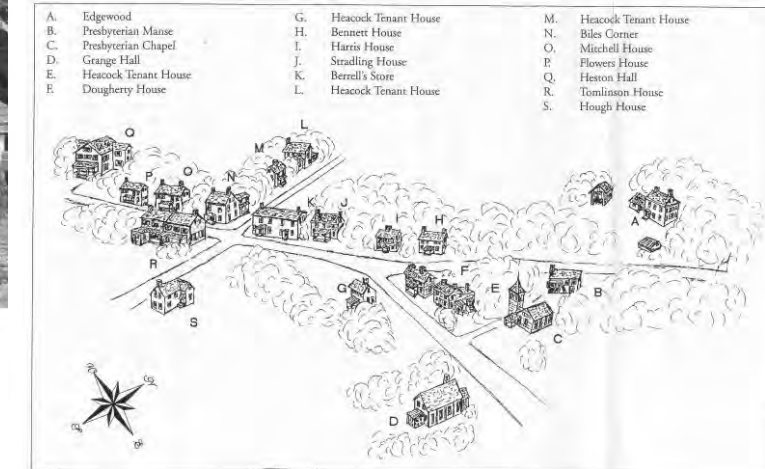 A. Edgewood
B. Presbyterian Manse
C. Presbyterian Chapel
D. Grange Hall
E. Heacock Tenant House
F. Dougherty House
G. Heacock Tenant House
H. Bennett House
I. Harris House
J. Stradling House
K. Berrell's Store
L. Heacock Tenant House
M. Heacock Tenant House
N. Biles Corner
O. Mitchell House
P. Flowers House
Q. Heston Hall
R. Tomlinson House
S. Hough House
Q
L
M
P
O
N
K
J
I
H
A
R
F
E
B
G
S
C
D